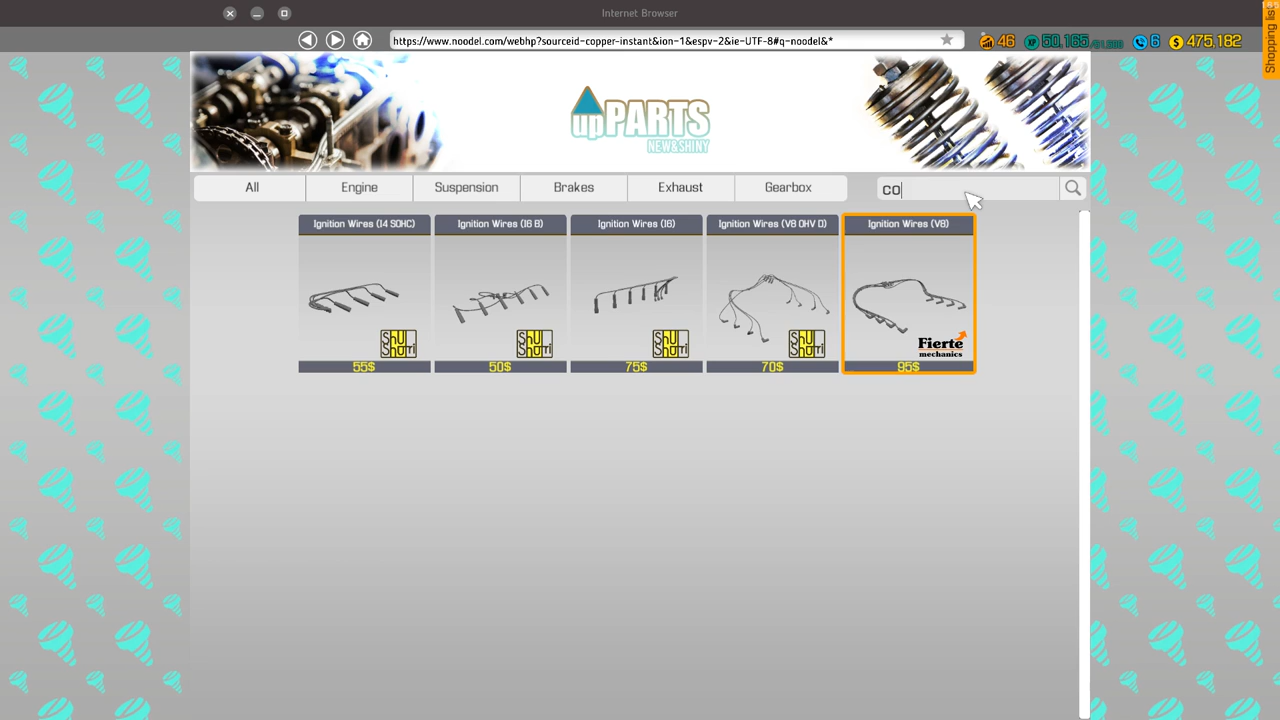 Internet Browser
https://www.noodel.com/webhp?sourceid-copper-instant&ion-1&espv-2&ie-UTF-8#q-noodel&*
46
XP 50,165/
6
$ 475,182
Shopping list
upPARTS
NEW&SHINY
All
Engine
Suspension
Brakes
Exhaust
Gearbox
co
Ignition Wires (I4 SOHC)
Ignition Wires (I6 B)
Ignition Wires (I6)
Ignition Wires (V8 OHV D)
Ignition Wires (V8)
Shu Shu Ti
Shu Shu Ti
Shu Shu Ti
Shu Shu Ti
Fierte
mechanics
55$
50$
75$
70$
95$